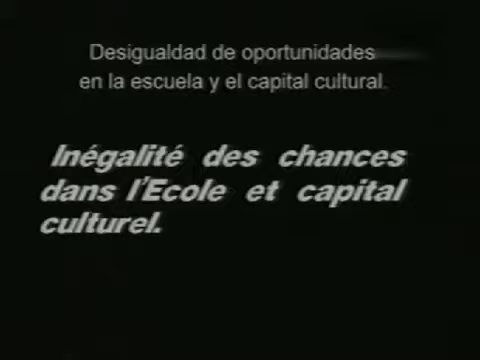 Desigualdad de oportunidades
en la escuela y el capital cultural.
Inégalité des chances
dans l'Ecole et capital
culturel.